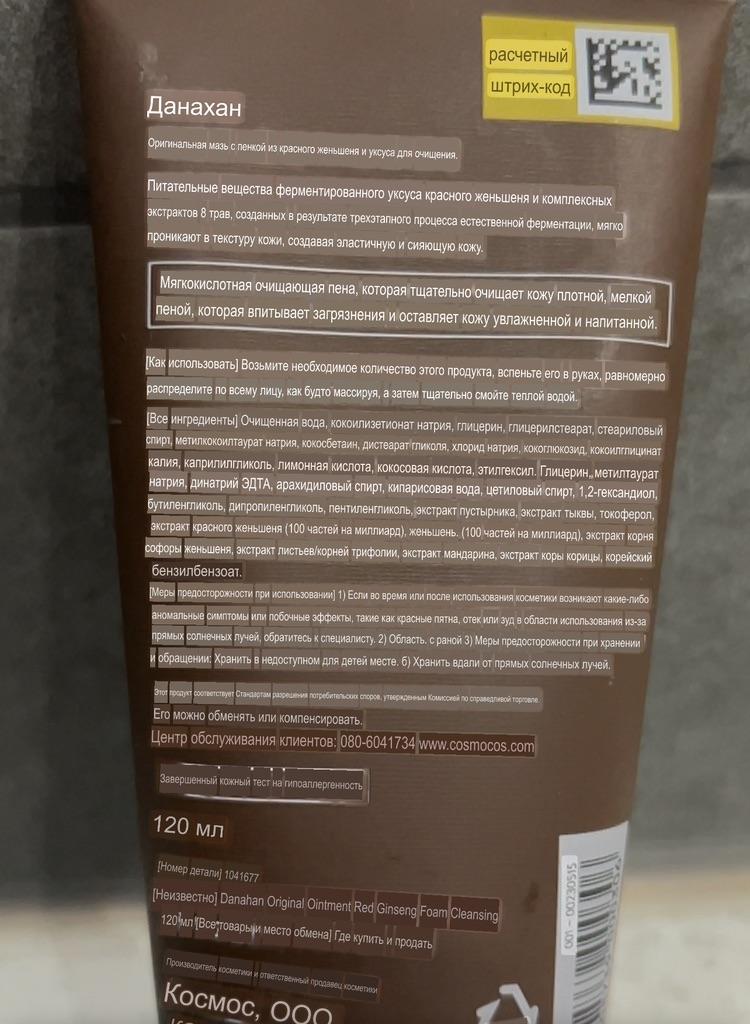 расчетный
штрих-код
Данахан
Оригинальная мазь с пенкой из красного женьшеня и уксуса для очищения.
Питательные вещества ферментированного уксуса красного женьшеня и комплексных
экстрактов 8 трав, созданных в результате трехэтапного процесса естественной ферментации, мягко
проникают в текстуру кожи, создавая эластичную и сияющую кожу.
Мягкокислотная очищающая пена, которая тщательно очищает кожу плотной, мелкой
пеной, которая впитывает загрязнения и оставляет кожу увлажненной и напитанной.
[Как использовать] Возьмите необходимое количество этого продукта, вспеньте его в руках, равномерно
распределите по всему лицу, как будто массируя, а затем тщательно смойте теплой водой.
[Все ингредиенты] Очищенная вода, кокоилизетионат натрия, глицерин, глицерилстеарат, стеариловый
спирт, метилкокоилтаурат натрия, кокосбетаин, дистеарат гликоля, хлорид натрия, кокоглюкозид, кокоилглицинат
калия, каприлилгликоль, лимонная кислота, кокосовая кислота, этилгексил. Глицерин, метилтаурат
натрия, динатрий ЭДТА, арахидиловый спирт, кипарисовая вода, цетиловый спирт, 1,2-гександиол,
бутиленгликоль, дипропиленгликоль, пентиленгликоль, экстракт пустырника, экстракт тыквы, токоферол,
экстракт красного женьшеня (100 частей на миллиард), женьшень. (100 частей на миллиард), экстракт корня
софоры женьшеня, экстракт листьев/корней трифолии, экстракт мандарина, экстракт коры корицы, корейский
бензилбензоат.
[Меры предосторожности при использовании] 1) Если во время или после использования косметики возникают какие-либо
аномальные симптомы или побочные эффекты, такие как красные пятна, отек или зуд в области использования из-за
прямых солнечных лучей, обратитесь к специалисту. 2) Область. с раной 3) Меры предосторожности при хранении
и обращении: Хранить в недоступном для детей месте. б) Хранить вдали от прямых солнечных лучей.
Этот продукт соответствует Стандартам разрешения потребительских споров, утвержденным Комиссией по справедливой торговле.
Его можно обменять или компенсировать.
Центр обслуживания клиентов: 080-6041734 www.cosmocos.com
Завершенный кожный тест на гипоаллергенность
120 мл
[Номер детали] 1041677
[Неизвестно] Danahan Original Ointment Red Ginseng Foam Cleansing
120 мл [Все товары и место обмена] Где купить и продать
Производитель косметики и ответственный продавец косметики
Космос, ООО
001 – 00230515